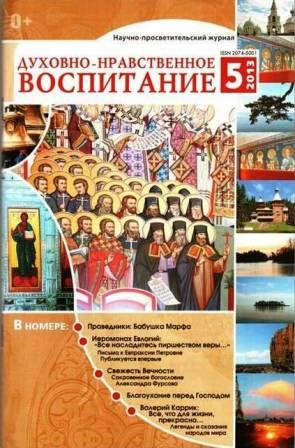 0+
Научно-просветительский журнал
ISSN 2074-5001
ДУХОВНО-НРАВСТВЕННОЕ
ВОСПИТАНИЕ
5
2013
В НОМЕРЕ:
Праведники: Бабушка Марфа
Иеромонах Евлогий:
«Все насладитесь пиршеством веры...»
Письма к Евпраксии Петровне
Публикуется впервые
Свежесть Вечности
Сокровенное богословие
Александра Фурсова
Благоухание перед Господом
Валерий Каррик:
Все, что для жизни,
прекрасно...
Легенды и сказания
народов мира